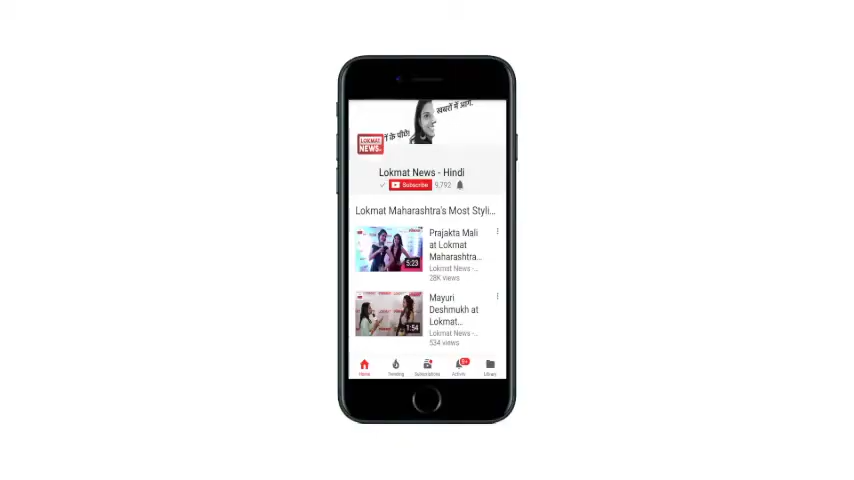 खबरों में आगे,
के पीछे!
LOKMAT
NEWS
Lokmat News - Hindi
Subscribe 9,792
Lokmat Maharashtra's Most Styli...
Prajakta Mali
at Lokmat
Maharashtra...
Lokmat News -...
28K views
5:23
Mayuri
Deshmukh at
Lokmat...
Lokmat News -...
534 views
1:54
Home Trending Subscriptions Activity Library
9+